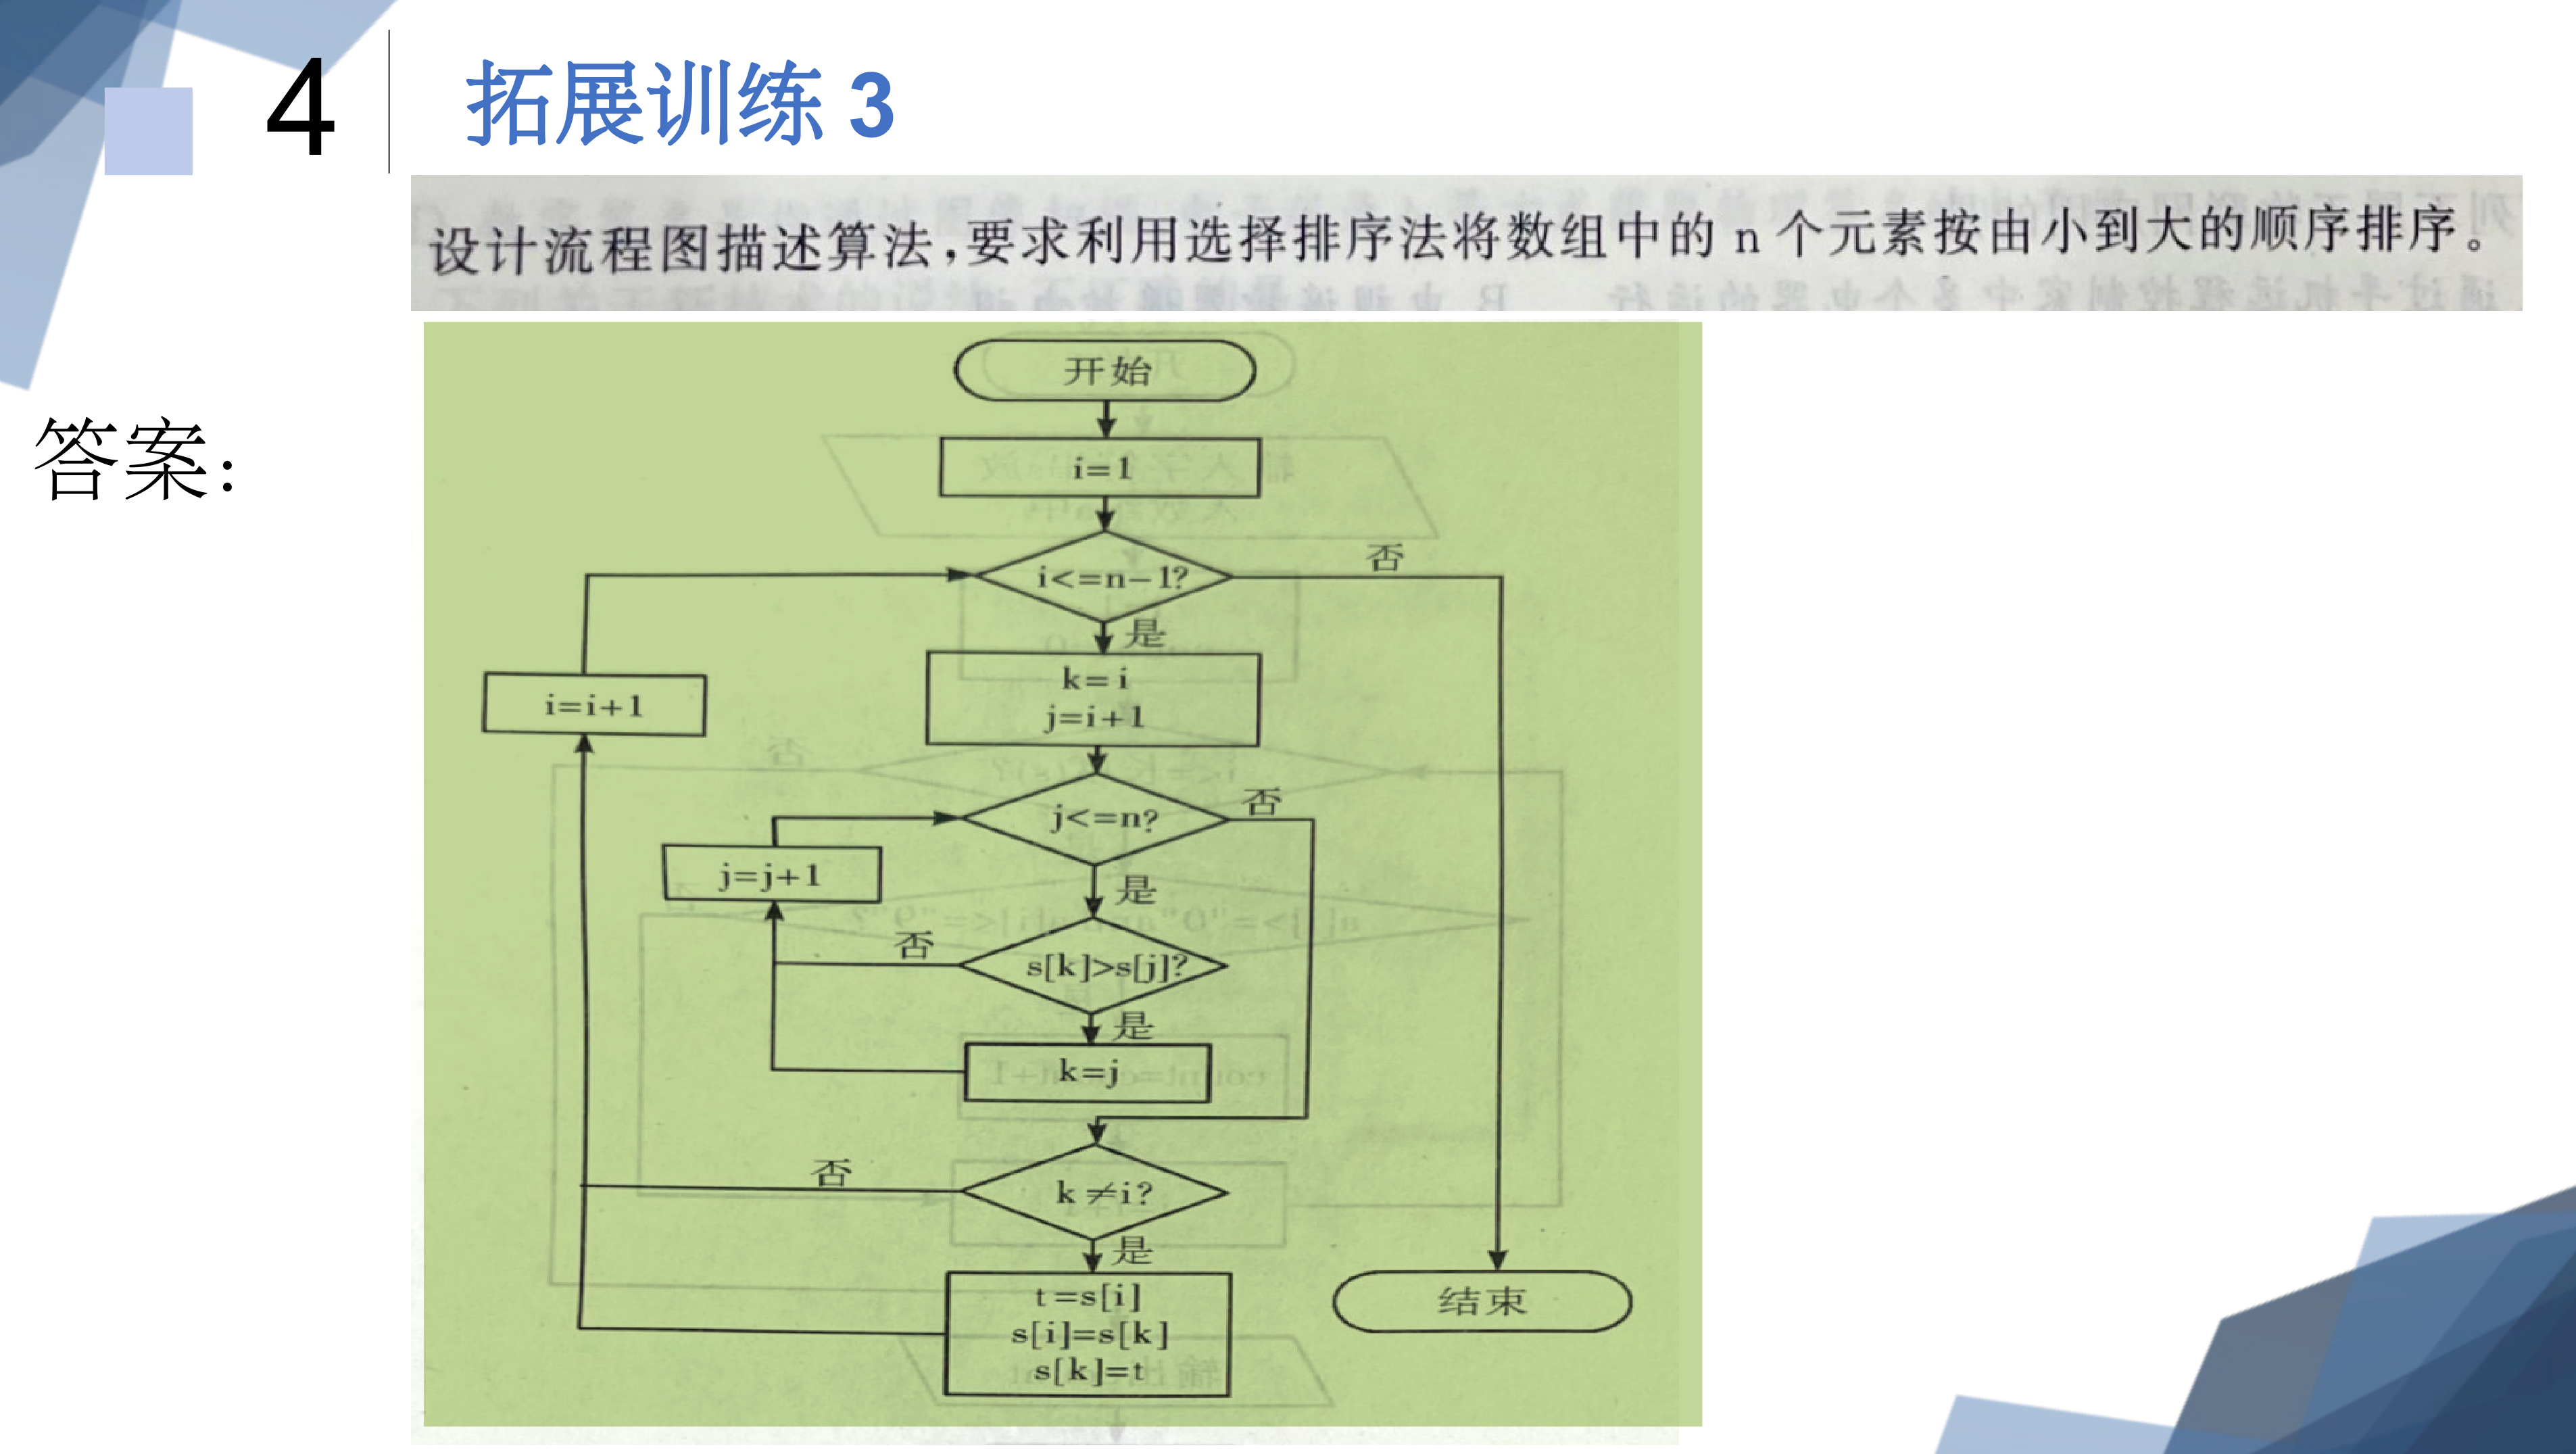 4
拓展训练 3
设计流程图描述算法,要求利用选择排序法将数组中的 n 个元素按由小到大的顺序排序。
答案:
开始
i=1
i<=n-1?
否
是
i=i+1
k=i
j=i+1
j<=n?
否
j=j+1
是
否
s[k]>s[j]?
是
k=j
否
k≠i?
是
t=s[i]
s[i]=s[k]
s[k]=t
结束